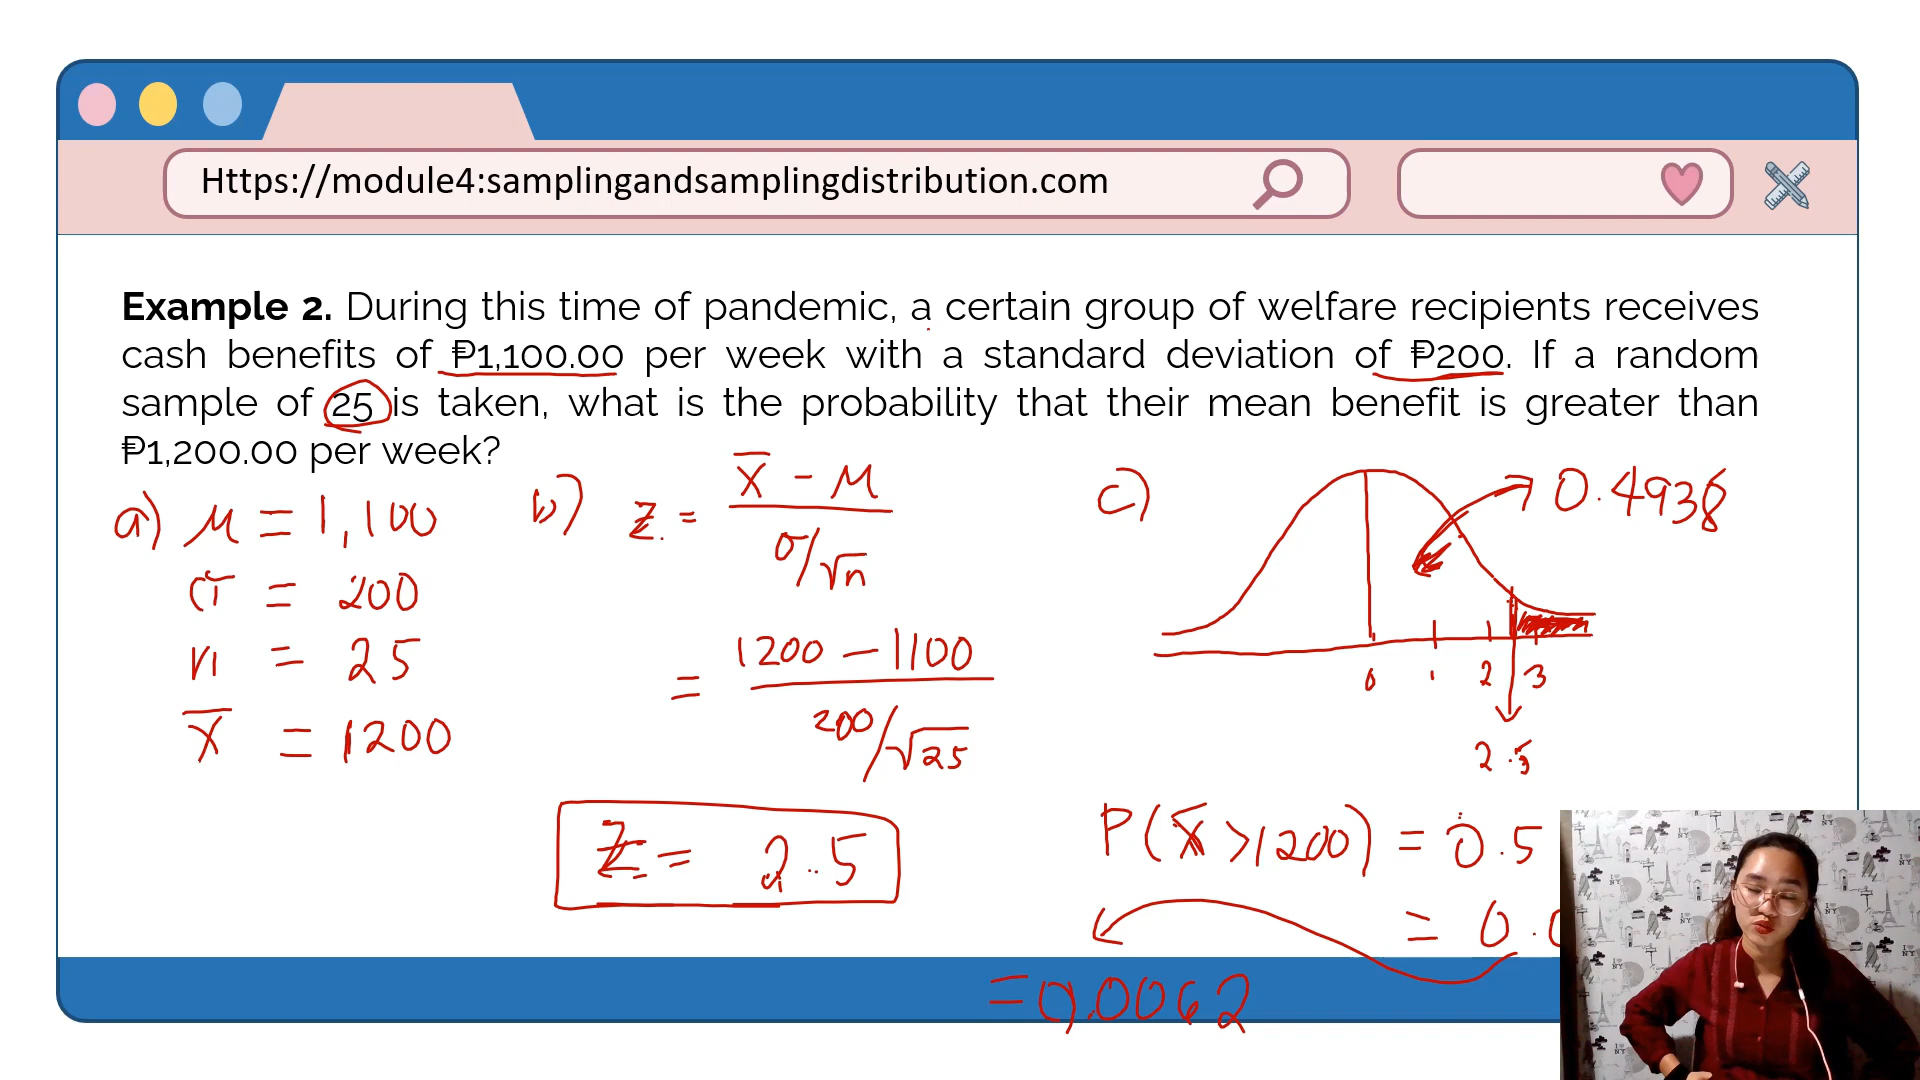 Https://module4:samplingandsamplingdistribution.com
Example 2. During this time of pandemic, a certain group of welfare recipients receives
cash benefits of ₱1,100.00 per week with a standard deviation of ₱200. If a random
sample of 25 is taken, what is the probability that their mean benefit is greater than
₱1,200.00 per week?
a) μ = 1,100
σ = 200
n = 25
x̅ = 1200
b) z = x̅ - μ
σ/√n
= 1200 - 1100
200/√25
z = 2.5
c) 0.4938
0 1 2 3
2.5
P(x̅ > 1200) = 0.5
= 0.0
= 0.0062